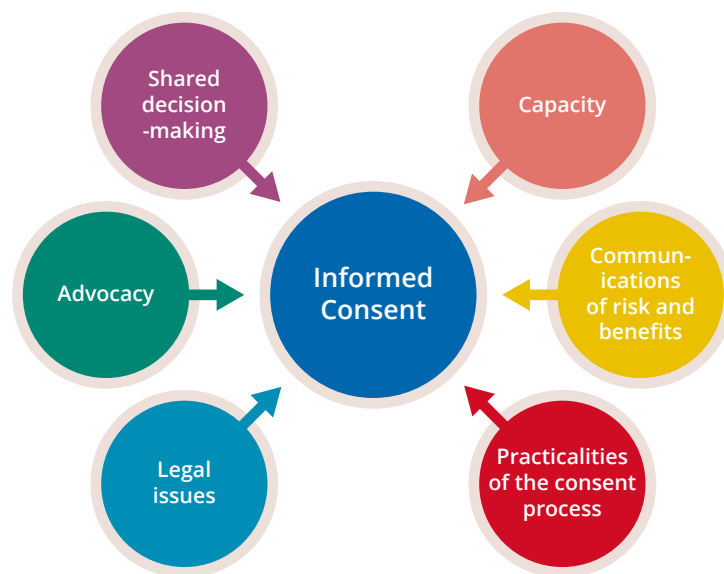 Shared
decision
-making
Capacity
Advocacy
Informed
Consent
Commun-
ications
of risk and
benefits
Legal
issues
Practicalities
of the consent
process